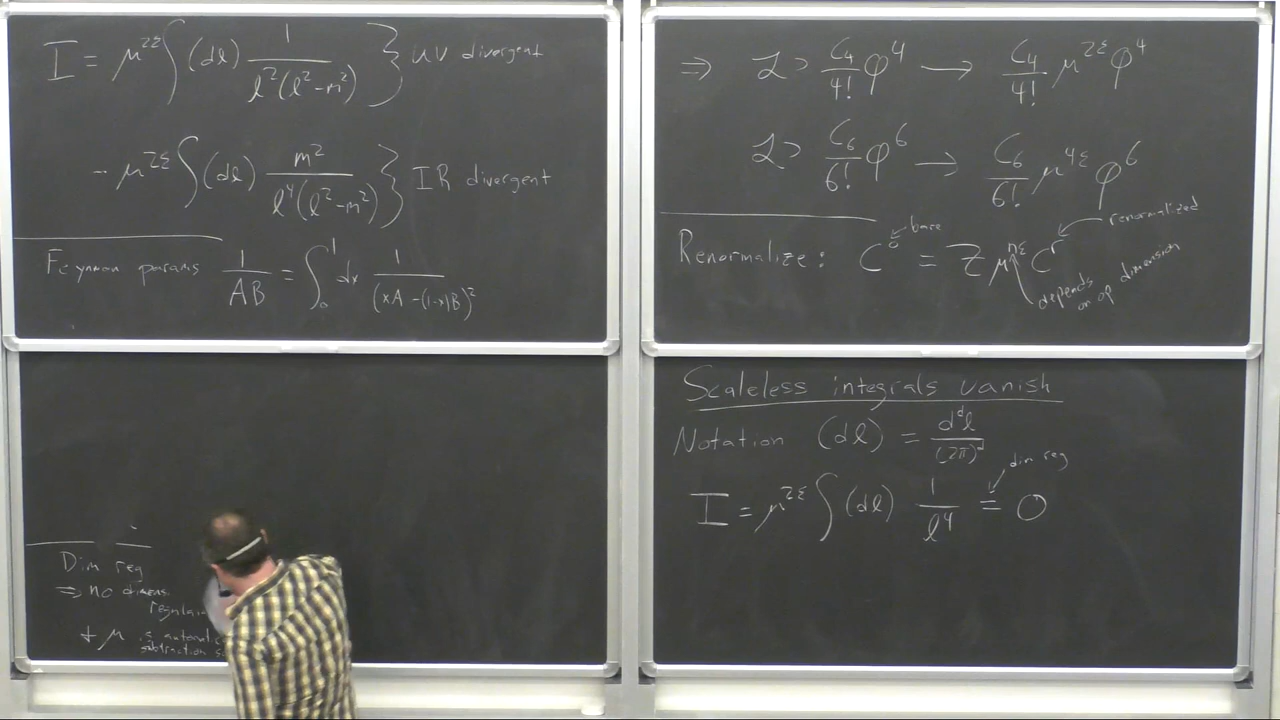 I = μ^{2ε} ∫ (dl) 1 / l²(l²-m²) } UV divergent
- μ^{2ε} ∫ (dl) m² / l⁴(l²-m²) } IR divergent
Feynman params 1/AB = ∫₀¹ dx 1 / (xA-(1-x)B)²
Dim reg
⇒ no dimens.
+ μ is automatic
subtraction
⇒ ℒ ⊃ C₄/4! φ⁴ → C₄/4! μ^{2ε} φ⁴
ℒ ⊃ C₆/6! φ⁶ → C₆/6! μ^{4ε} φ⁶
Renormalize: C⁰ = Z μ^{nε} C^r
bare
renormalized
depends
on op dimension
Scaleless integrals vanish
Notation (dl) = d^d l / (2π)^d
I = μ^{2ε} ∫ (dl) 1/l⁴ = 0
dim reg